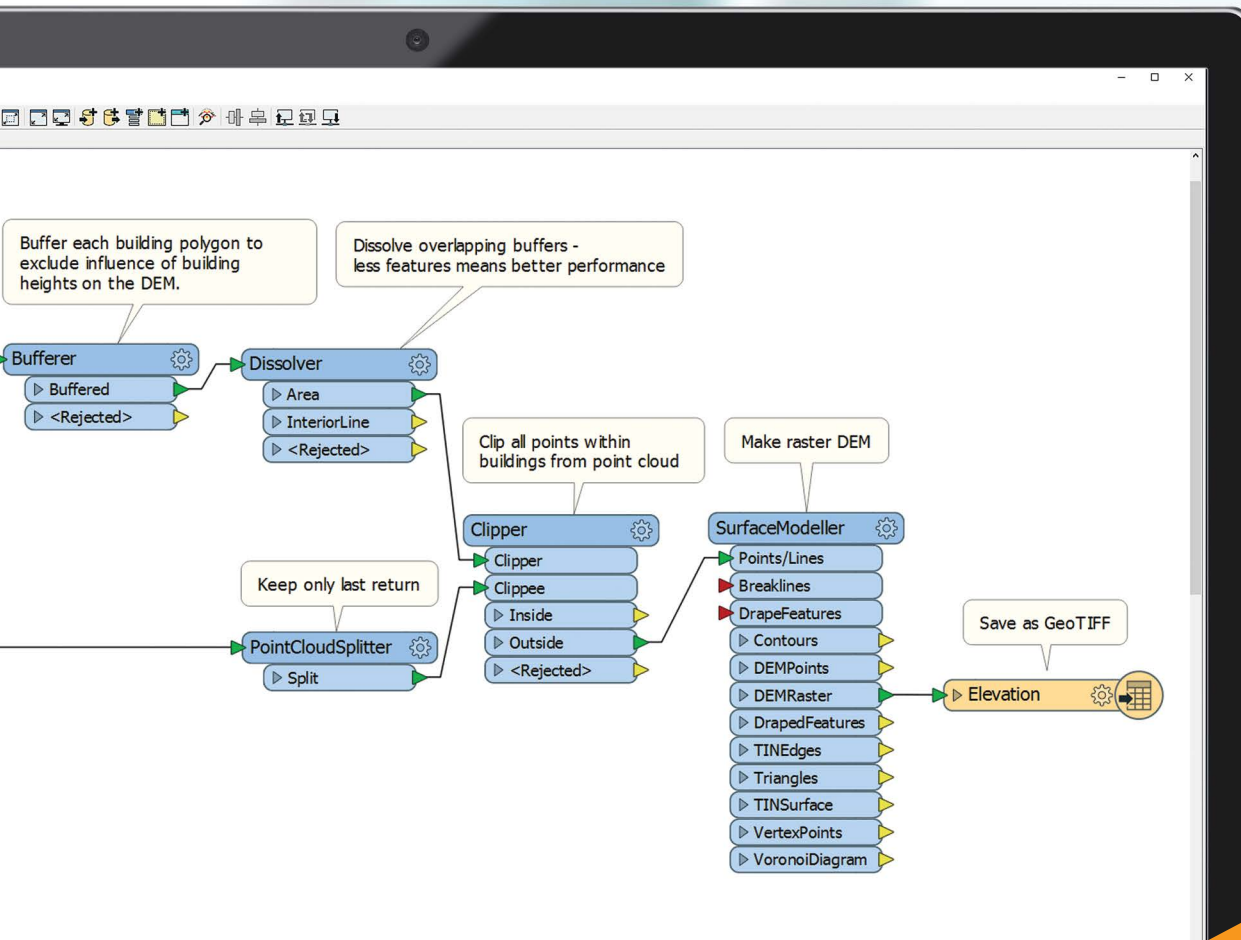 Buffer each building polygon to
exclude influence of building
heights on the DEM.
Dissolve overlapping buffers -
less features means better performance
Bufferer
Buffered
<Rejected>
Dissolver
Area
InteriorLine
<Rejected>
Clip all points within
buildings from point cloud
Make raster DEM
Keep only last return
PointCloudSplitter
Split
Clipper
Clipper
Clippee
Inside
Outside
<Rejected>
SurfaceModeller
Points/Lines
Breaklines
DrapeFeatures
Contours
DEMPoints
DEMRaster
DrapedFeatures
TINEdges
Triangles
TINSurface
VertexPoints
VoronoiDiagram
Save as GeoTIFF
Elevation